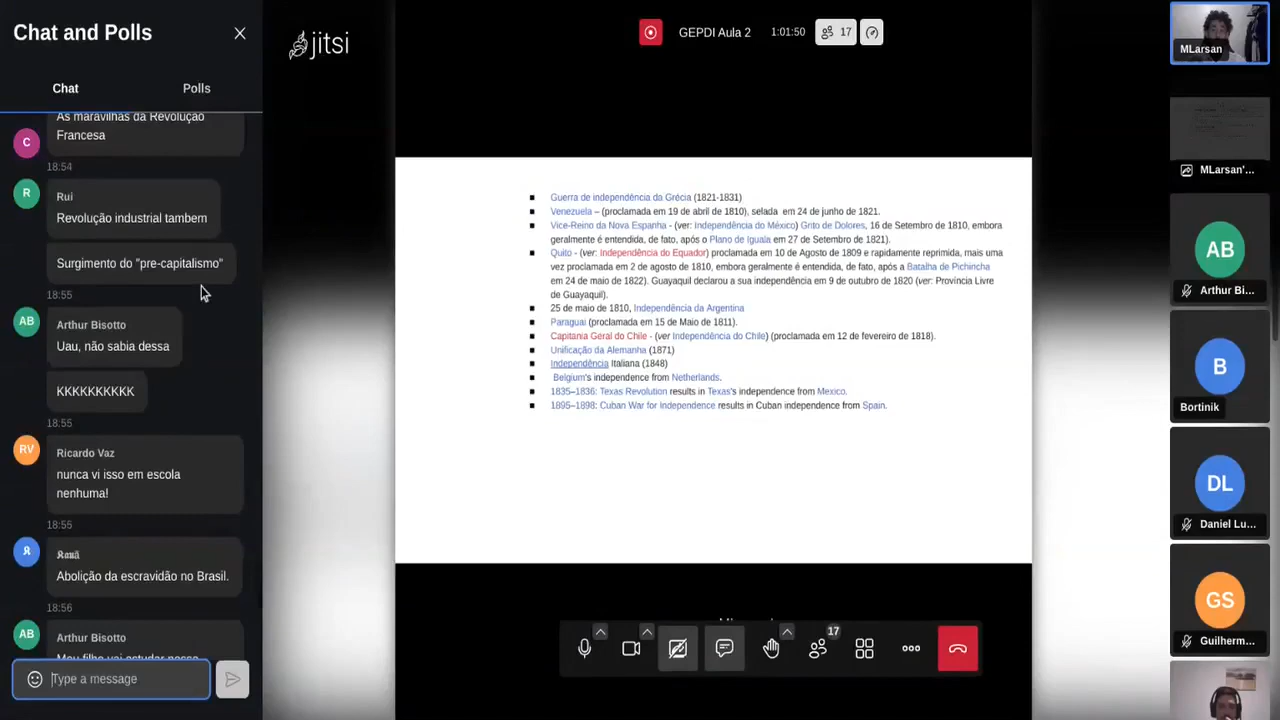 Chat and Polls
Chat
Polls
As maravilhas da Revolução
Francesa
C
18:54
R
Rui
Revolução industrial tambem
Surgimento do "pre-capitalismo"
18:55
AB
Arthur Bisotto
Uau, não sabia dessa
KKKKKKKKKK
18:55
RV
Ricardo Vaz
nunca vi isso em escola
nenhuma!
18:55
Abolição da escravidão no Brasil.
18:56
AB
Arthur Bisotto
Meu filho vai estudar nesse
Type a message
jitsi
GEPDI Aula 2
1:01:50
17
Guerra de independência da Grécia (1821-1831)
Venezuela – (proclamada em 19 de abril de 1810), selada em 24 de junho de 1821.
Vice-Reino da Nova Espanha - (ver: Independência do México) Grito de Dolores, 16 de Setembro de 1810, embora
geralmente é entendida, de fato, após o Plano de Iguala em 27 de Setembro de 1821).
Quito - (ver: Independência do Equador) proclamada em 10 de Agosto de 1809 e rapidamente reprimida, mais uma
vez proclamada em 2 de agosto de 1810, embora geralmente é entendida, de fato, após a Batalha de Pichincha
em 24 de maio de 1822). Guayaquil declarou a sua independência em 9 de outubro de 1820 (ver: Província Livre
de Guayaquil).
25 de maio de 1810, Independência da Argentina
Paraguai (proclamada em 15 de Maio de 1811).
Capitania Geral do Chile - (ver Independência do Chile) (proclamada em 12 de fevereiro de 1818).
Unificação da Alemanha (1871)
Independência Italiana (1848)
Belgium's independence from Netherlands.
1835–1836: Texas Revolution results in Texas's independence from Mexico.
1895–1898: Cuban War for Independence results in Cuban independence from Spain.
17
MLarsan
MLarsan'...
AB
Arthur Bi...
B
Bortinik
DL
Daniel Lu...
GS
Guilherm...